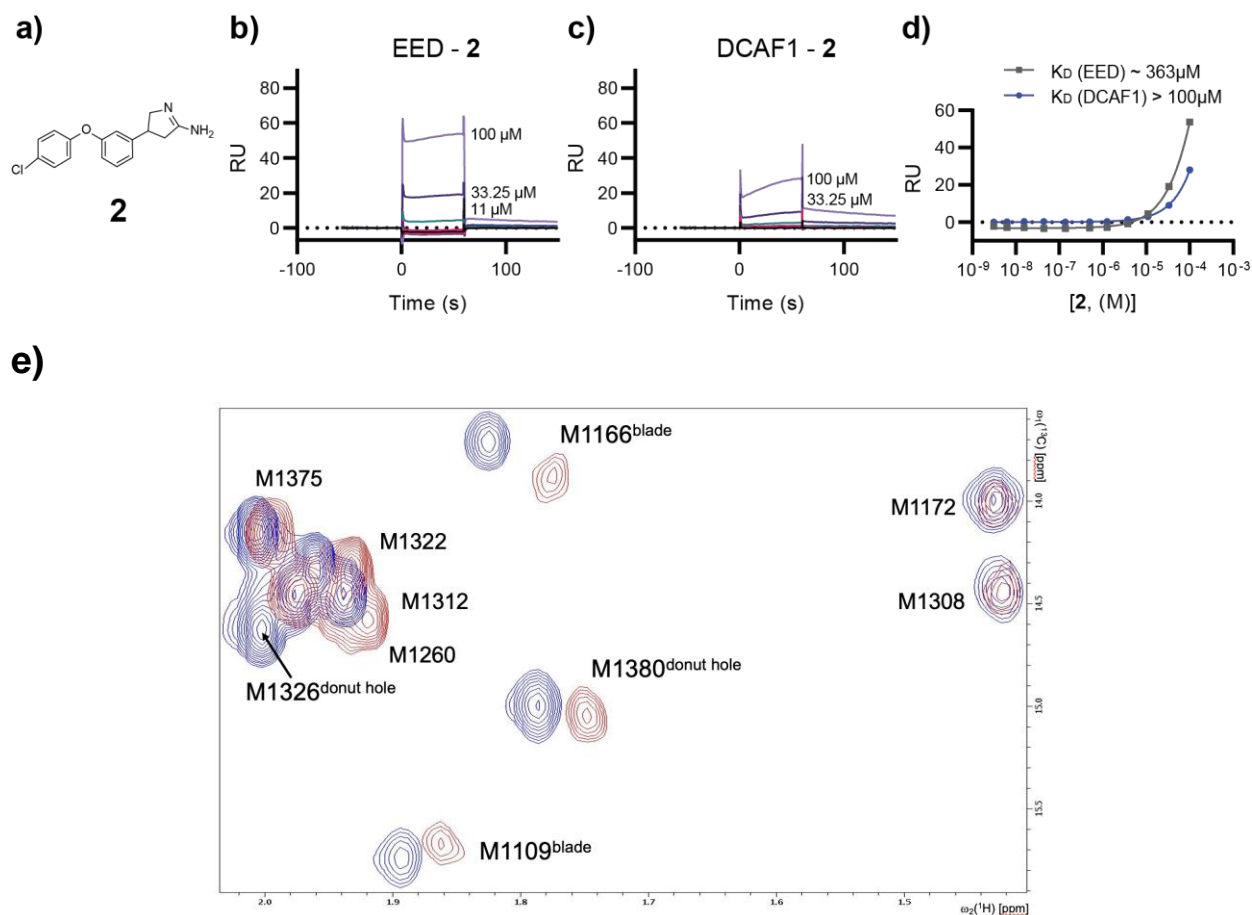 a)
b)
c)
d)
EED - 2
DCAF1 - 2
KD (EED) ~ 363µM
KD (DCAF1) > 100µM
N
NH2
O
Cl
2
RU
80
60
40
20
0
100 µM
33.25 µM
11 µM
-100
0
100
Time (s)
RU
80
60
40
20
0
100 µM
33.25 µM
-100
0
100
Time (s)
RU
100
80
60
40
20
0
10-9
10-8
10-7
10-6
10-5
10-4
10-3
[2, (M)]
e)
M1166blade
M1375
M1172
M1322
M1312
M1308
M1260
M1380donut hole
M1326donut hole
M1109blade
ω1(13C) [ppm]
14.0
14.5
15.0
15.5
2.0
1.9
1.8
1.7
1.6
1.5
ω2(1H) [ppm]